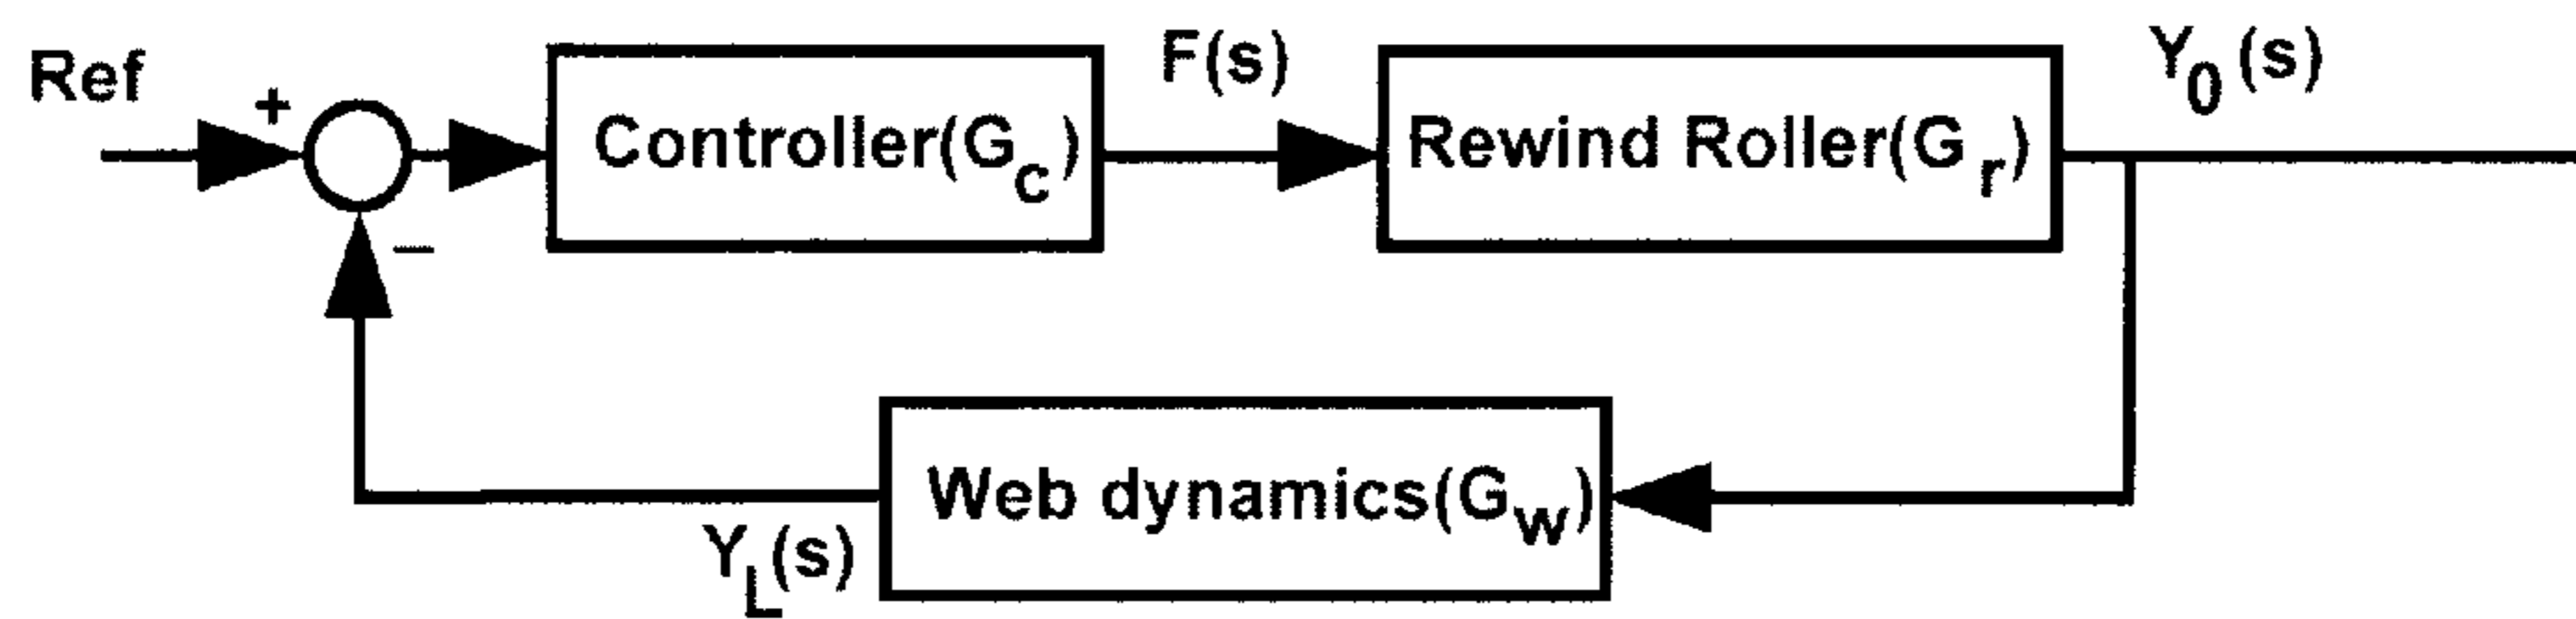 Ref
+
Controller(Gc)
F(s)
Rewind Roller(Gr)
Y0(s)
−
Web dynamics(Gw)
YL(s)